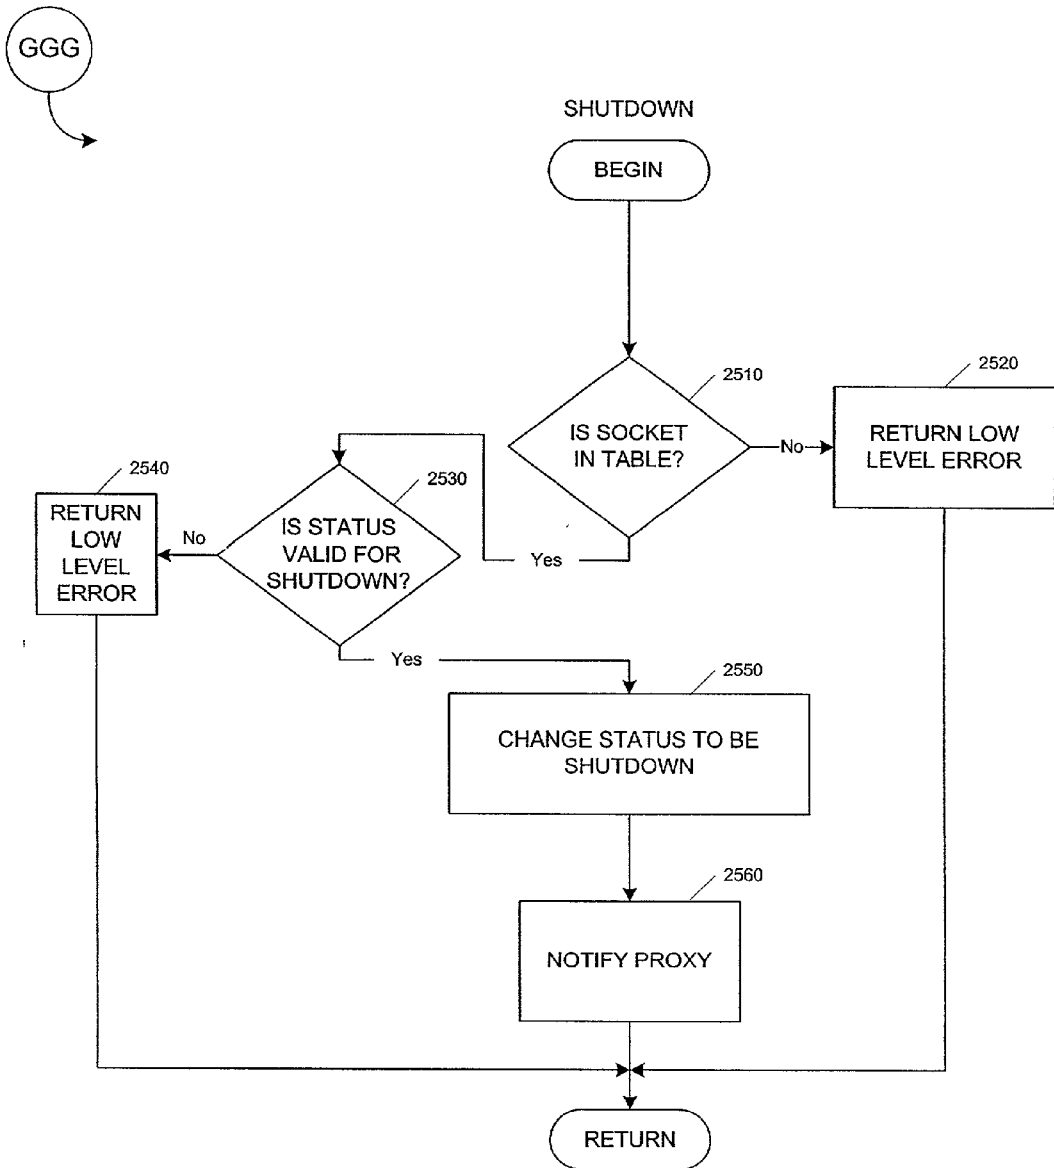 GGG
SHUTDOWN
BEGIN
2510
IS SOCKET
IN TABLE?
No
2520
RETURN LOW
LEVEL ERROR
Yes
2530
IS STATUS
VALID FOR
SHUTDOWN?
No
2540
RETURN
LOW
LEVEL
ERROR
Yes
2550
CHANGE STATUS TO BE
SHUTDOWN
2560
NOTIFY PROXY
RETURN